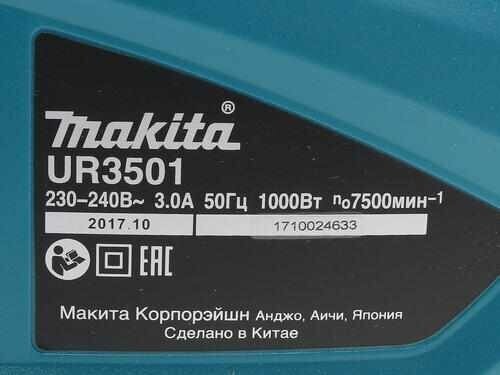 makita®
UR3501
230–240В~ 3.0А 50Гц 1000Вт n₀7500мин⁻¹
2017.10 1710024633
EAC
Макита Корпорэйшн Анджо, Аичи, Япония
Сделано в Китае